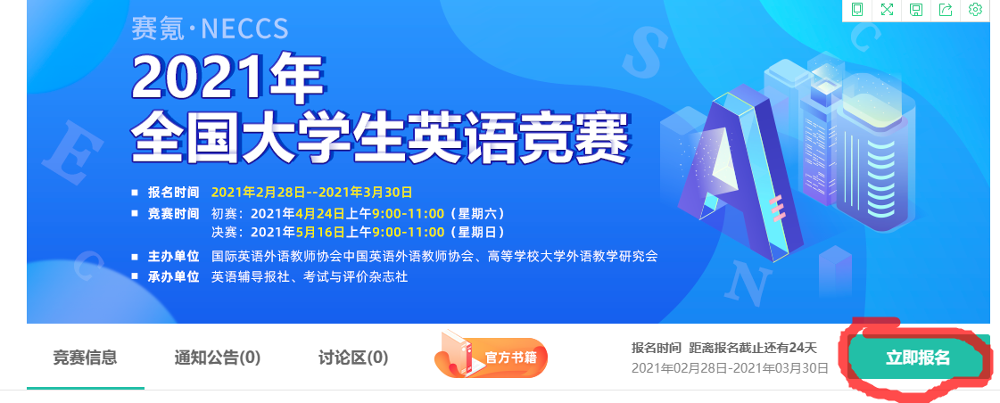 赛氪·NECCS
2021年
全国大学生英语竞赛
报名时间 2021年2月28日--2021年3月30日
竞赛时间 初赛：2021年4月24日上午9:00-11:00（星期六）
决赛：2021年5月16日上午9:00-11:00（星期日）
主办单位 国际英语外语教师协会中国英语外语教师协会、高等学校大学外语教学研究会
承办单位 英语辅导报社、考试与评价杂志社
E
C
S
C
N
A
竞赛信息
通知公告(0)
讨论区(0)
官方书籍
报名时间 距离报名截止还有24天
2021年02月28日-2021年03月30日
立即报名